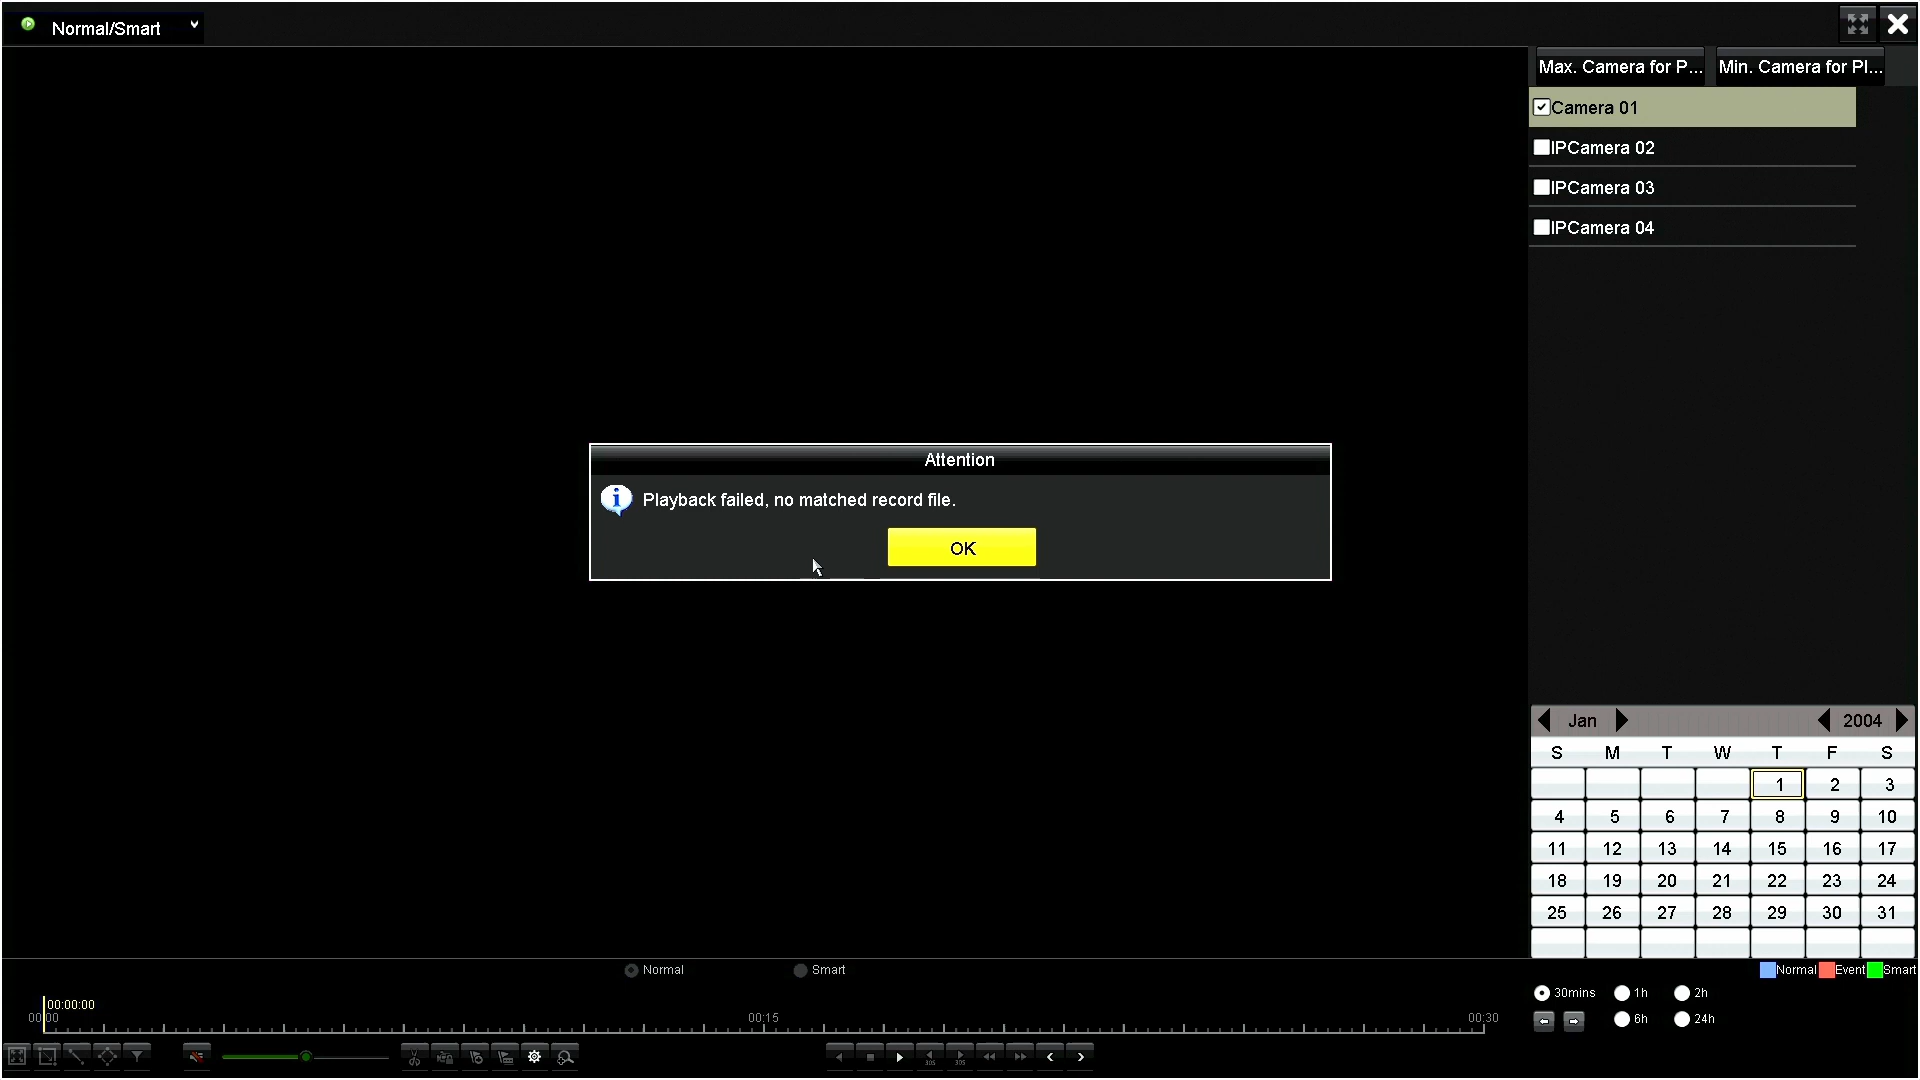 Normal/Smart
Max. Camera for P... Min. Camera for Pl...
Camera 01
IPCamera 02
IPCamera 03
IPCamera 04
Attention
Playback failed, no matched record file.
OK
Jan 2004
S M T W T F S
1 2 3
4 5 6 7 8 9 10
11 12 13 14 15 16 17
18 19 20 21 22 23 24
25 26 27 28 29 30 31
Normal Smart
Normal Event Smart
30mins 1h 2h
6h 24h
00:00:00
00:00 00:15 00:30
30S 30S